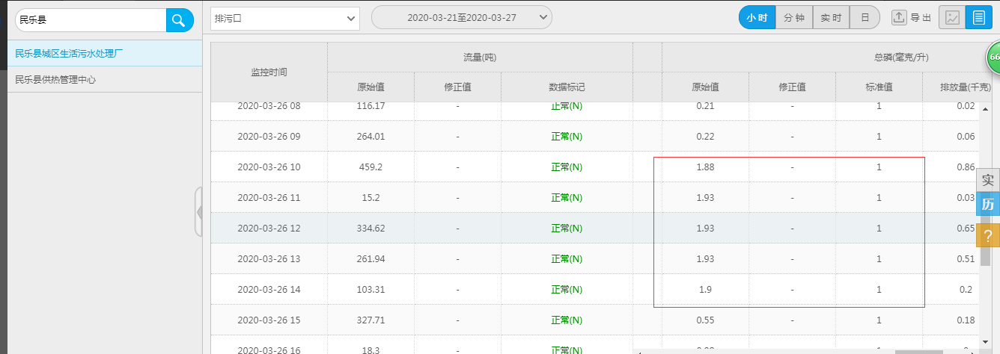 民乐县
排污口
2020-03-21至2020-03-27
小时 分钟 实时 日
导出
民乐县城区生活污水处理厂
民乐县供热管理中心
监控时间 流量(吨) 总磷(毫克/升)
原始值 修正值 数据标记 原始值 修正值 标准值 排放量(千克)
66
2020-03-26 08 116.17 - 正常(N) 0.21 - 1 0.02
2020-03-26 09 264.01 - 正常(N) 0.22 - 1 0.06
2020-03-26 10 459.2 - 正常(N) 1.88 - 1 0.86
实
2020-03-26 11 15.2 - 正常(N) 1.93 - 1 0.03
历
2020-03-26 12 334.62 - 正常(N) 1.93 - 1 0.65
?
2020-03-26 13 261.94 - 正常(N) 1.93 - 1 0.51
2020-03-26 14 103.31 - 正常(N) 1.9 - 1 0.2
2020-03-26 15 327.71 - 正常(N) 0.55 - 1 0.18
2020-03-26 16 18.3 - 正常(N) - 1